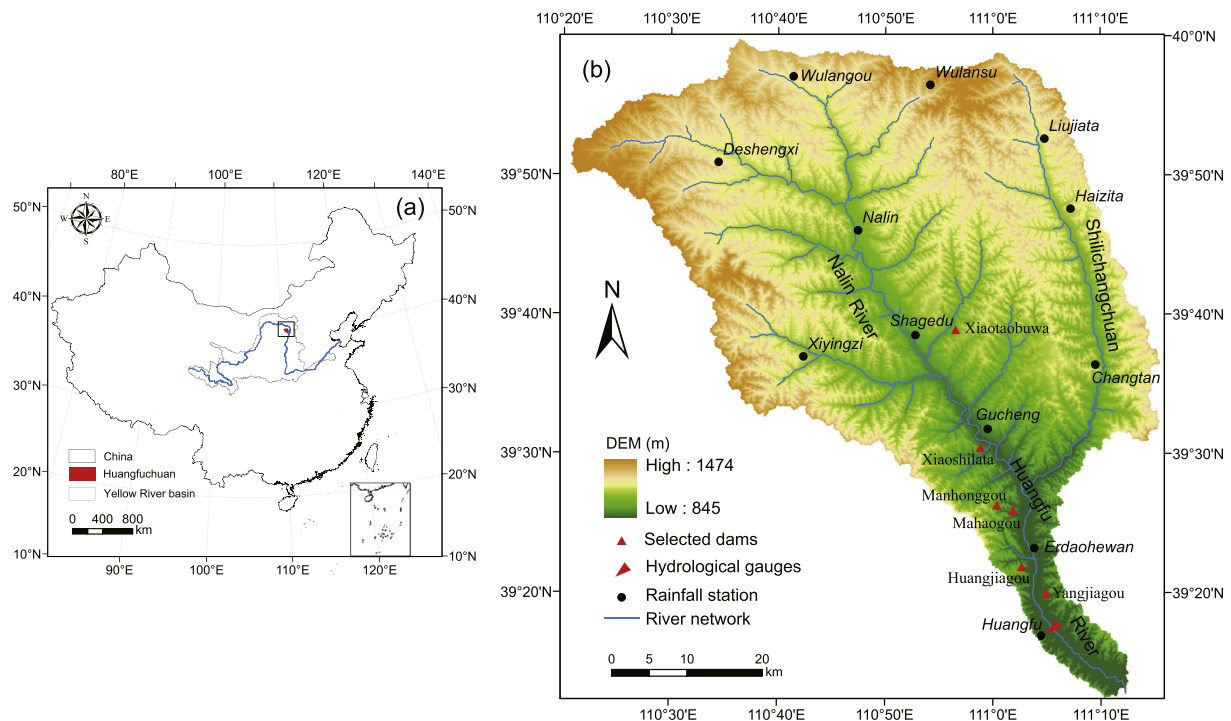 110°20'E 110°40'E 110°50'E 111°0'E 111°10'E
40°0'N
(b)
Wulangou
Wulansu
Liujiata
Deshengxi
39°50'N
39°50'N
80°E 90°E 100°E 110°E 120°E 140°E
(a)
N
W E
S
50°N
50°N
Haizita
Nalin
Shilichangchuan
Nalin River
40°N
40°N
N
39°40'N
39°40'N
Shagedu
Xiaotaobuwa
Xiyingzi
Changtan
30°N
30°N
Gucheng
DEM (m)
High : 1474
Low : 845
39°30'N
39°30'N
Xiaoshilata
Huangfu
China
Huangfuchuan
Yellow River basin
20°N
20°N
Manhonggou
Mahaogou
0 400 800
km
Selected dams
Hydrological gauges
Rainfall station
River network
Erdaohewan
10°N
10°N
90°E 100°E 110°E 120°E
Huangjiagou
39°20'N
39°20'N
Yangjiagou
Huangfu
River
0 5 10 20
km
110°30'E 110°40'E 110°50'E 111°0'E 111°10'E